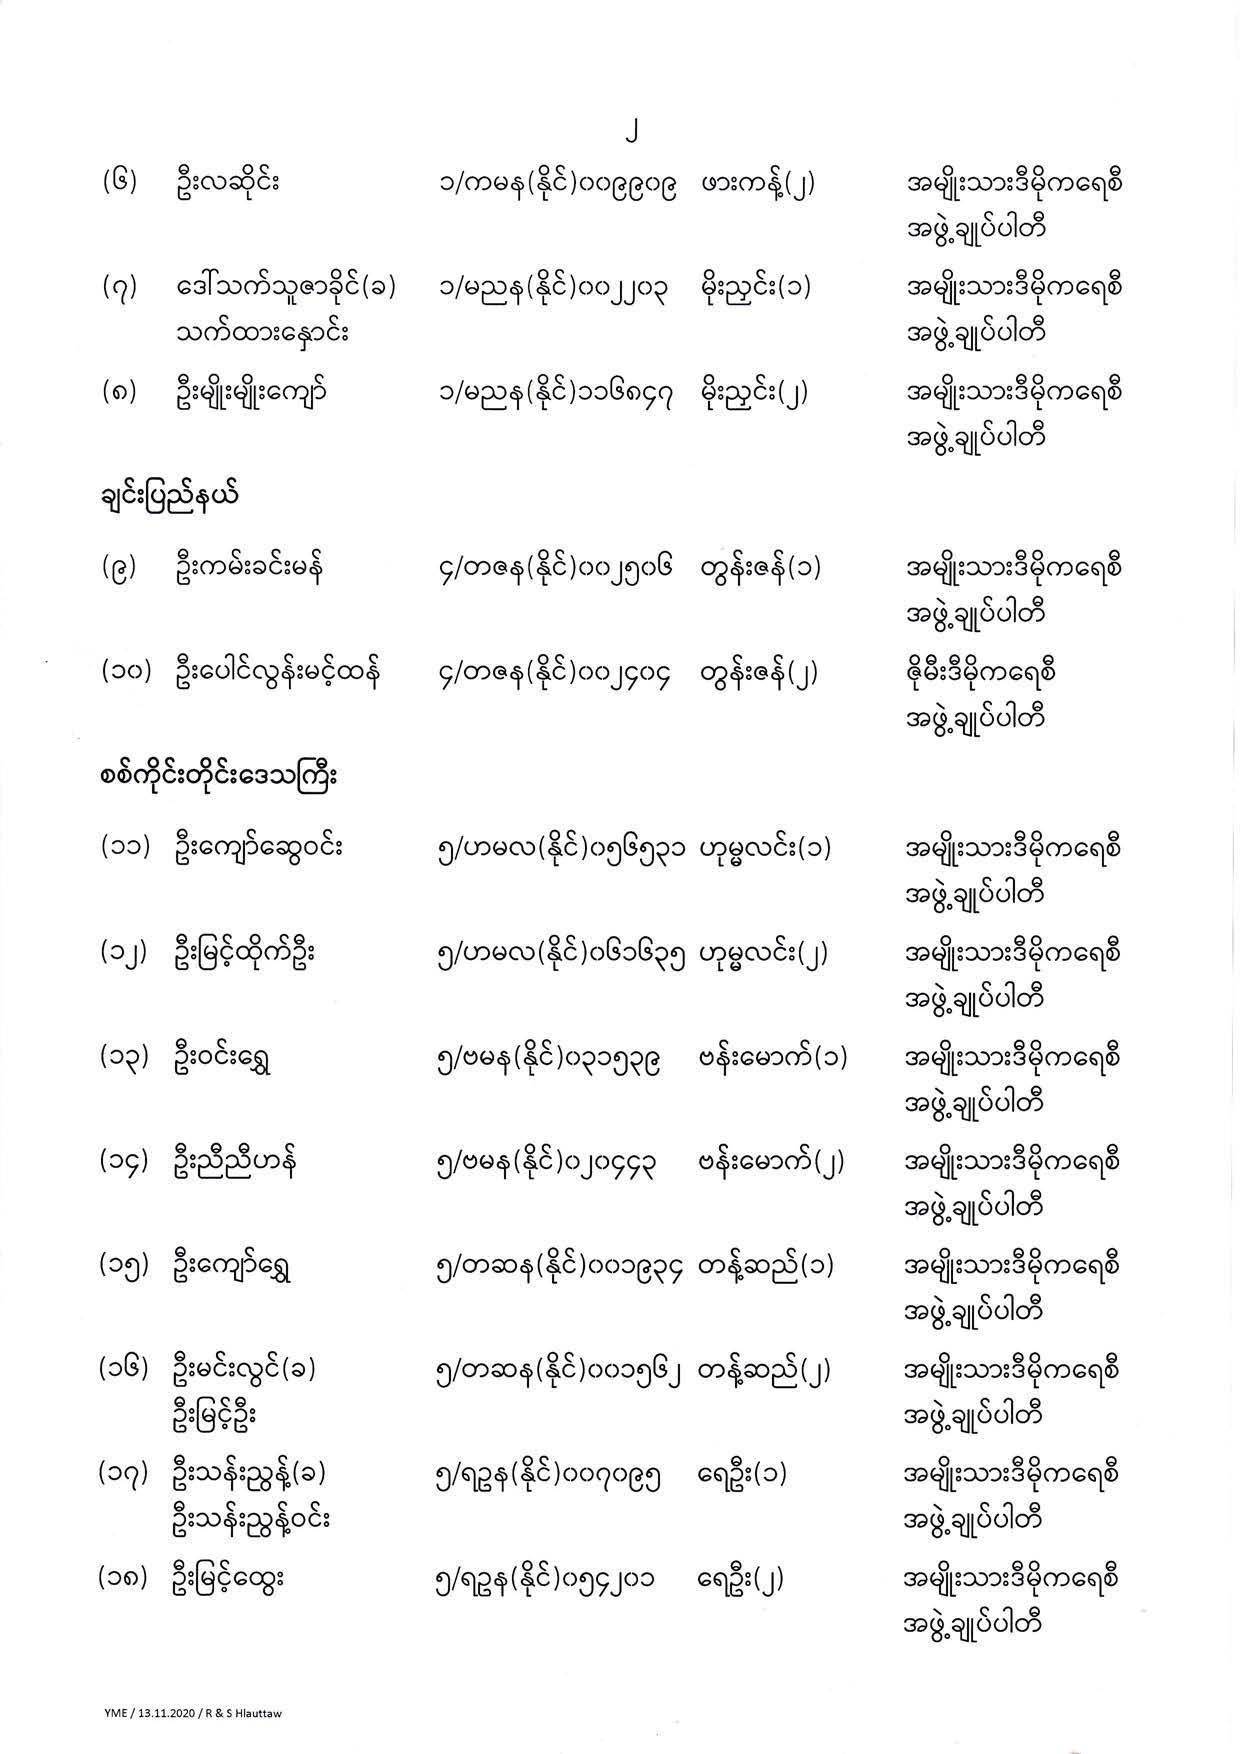 ၂
(၆) ဦးလဆိုင်း ၁/ကမန(နိုင်)၀၀၉၉၀၉ ဖားကန့်(၂) အမျိုးသားဒီမိုကရေစီ
အဖွဲ့ချုပ်ပါတီ
(၇) ဒေါ်သက်သူဇာခိုင်(ခ) ၁/မညန(နိုင်)၀၀၂၂၀၃ မိုးညှင်း(၁) အမျိုးသားဒီမိုကရေစီ
သက်ထားနှောင်း အဖွဲ့ချုပ်ပါတီ
(၈) ဦးမျိုးမျိုးကျော် ၁/မညန(နိုင်)၁၁၆၈၄၇ မိုးညှင်း(၂) အမျိုးသားဒီမိုကရေစီ
အဖွဲ့ချုပ်ပါတီ
ချင်းပြည်နယ်
(၉) ဦးကမ်းခင်းမန် ၄/တဇန(နိုင်)၀၀၂၅၀၆ တွန်းဇန်(၁) အမျိုးသားဒီမိုကရေစီ
အဖွဲ့ချုပ်ပါတီ
(၁၀) ဦးပေါင်လွန်းမင့်ထန် ၄/တဇန(နိုင်)၀၀၂၄၀၄ တွန်းဇန်(၂) ဇိုမီးဒီမိုကရေစီ
အဖွဲ့ချုပ်ပါတီ
စစ်ကိုင်းတိုင်းဒေသကြီး
(၁၁) ဦးကျော်ဆွေဝင်း ၅/ဟမလ(နိုင်)၀၅၆၅၃၁ ဟုမ္မလင်း(၁) အမျိုးသားဒီမိုကရေစီ
အဖွဲ့ချုပ်ပါတီ
(၁၂) ဦးမြင့်ထိုက်ဦး ၅/ဟမလ(နိုင်)၀၆၁၆၃၅ ဟုမ္မလင်း(၂) အမျိုးသားဒီမိုကရေစီ
အဖွဲ့ချုပ်ပါတီ
(၁၃) ဦးဝင်းရွှေ ၅/ဗမန(နိုင်)၀၃၁၅၃၉ ဗန်းမောက်(၁) အမျိုးသားဒီမိုကရေစီ
အဖွဲ့ချုပ်ပါတီ
(၁၄) ဦးညီညီဟန် ၅/ဗမန(နိုင်)၀၂၀၄၄၃ ဗန်းမောက်(၂) အမျိုးသားဒီမိုကရေစီ
အဖွဲ့ချုပ်ပါတီ
(၁၅) ဦးကျော်ရွှေ ၅/တဆန(နိုင်)၀၀၁၉၃၄ တန့်ဆည်(၁) အမျိုးသားဒီမိုကရေစီ
အဖွဲ့ချုပ်ပါတီ
(၁၆) ဦးမင်းလွင်(ခ) ၅/တဆန(နိုင်)၀၀၁၅၆၂ တန့်ဆည်(၂) အမျိုးသားဒီမိုကရေစီ
ဦးမြင့်ဦး အဖွဲ့ချုပ်ပါတီ
(၁၇) ဦးသန်းညွန့်(ခ) ၅/ရဥန(နိုင်)၀၀၇၀၉၅ ရေဦး(၁) အမျိုးသားဒီမိုကရေစီ
ဦးသန်းညွန့်ဝင်း အဖွဲ့ချုပ်ပါတီ
(၁၈) ဦးမြင့်ထွေး ၅/ရဥန(နိုင်)၀၅၄၂၀၁ ရေဦး(၂) အမျိုးသားဒီမိုကရေစီ
အဖွဲ့ချုပ်ပါတီ
YME / 13.11.2020 / R & S Hlauttaw